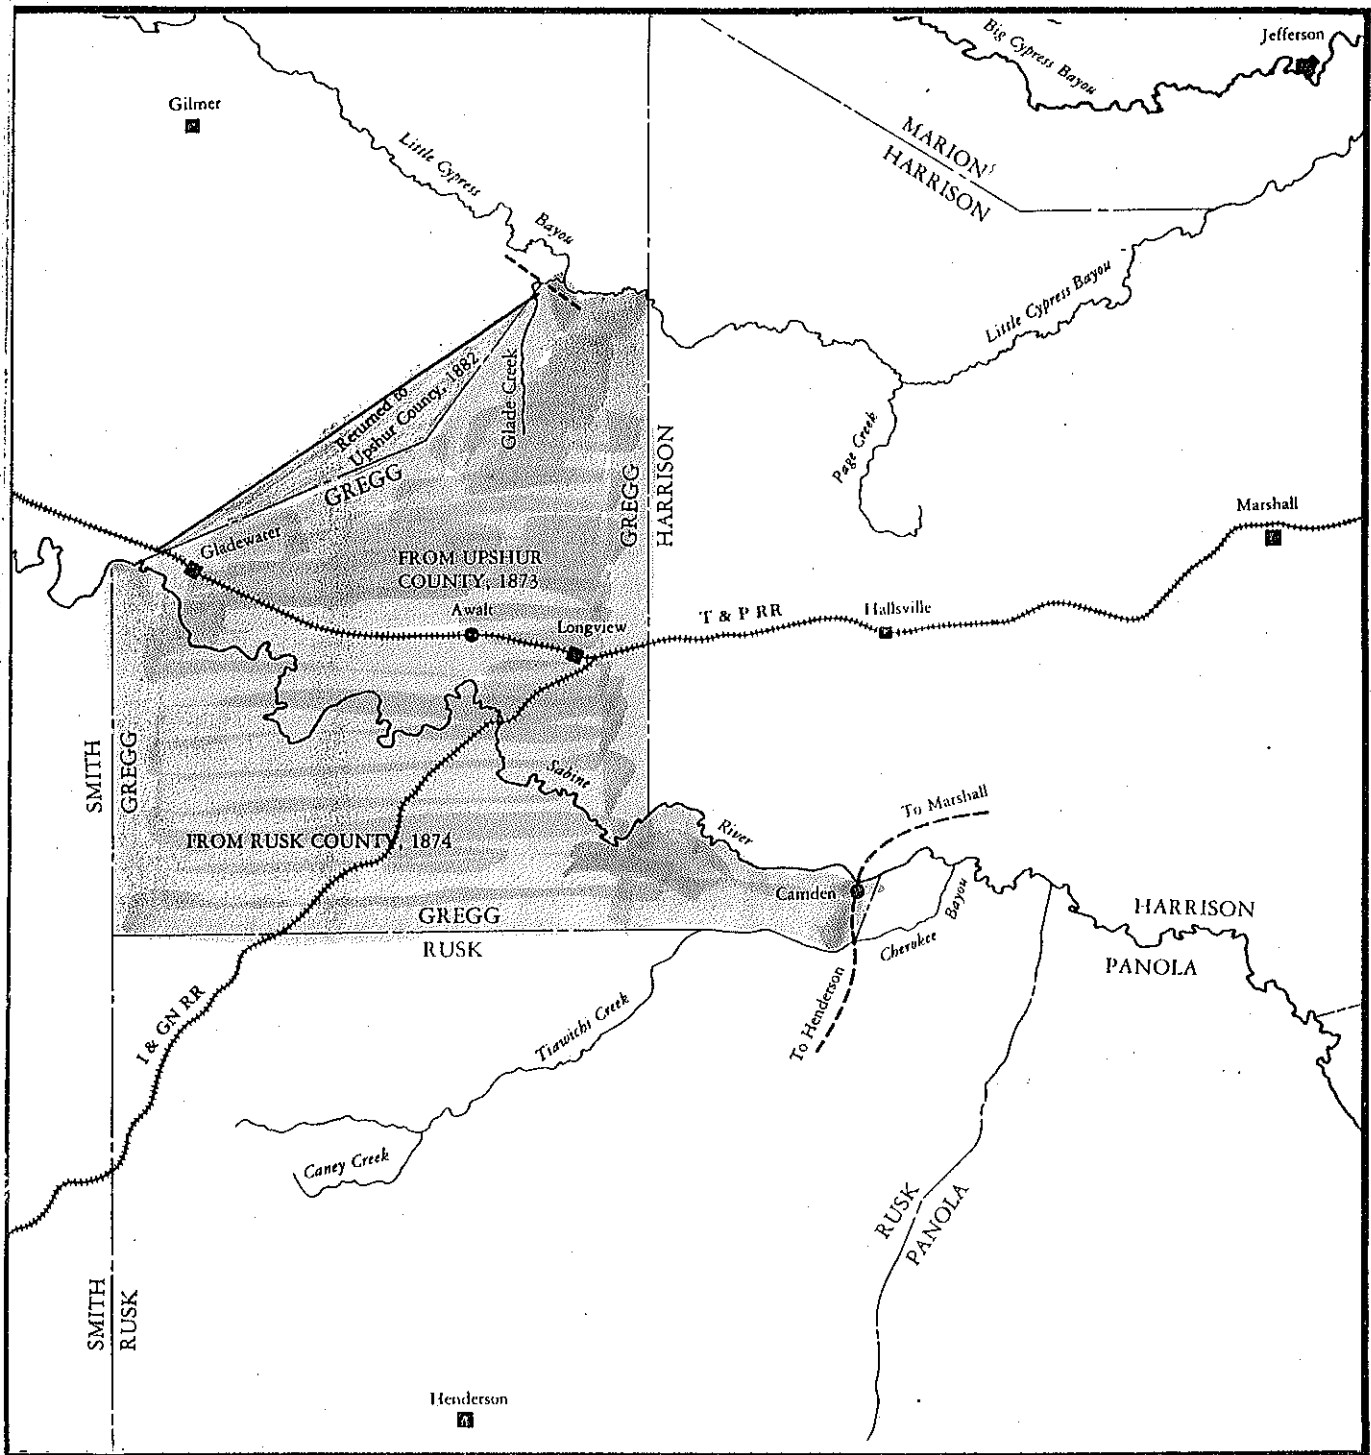 Big Cypress Bayou
Jefferson
Gilmer
Little Cypress
Bayou
MARION
HARRISON
Little Cypress Bayou
Returned to
Upshur County, 1882
Glade Creek
GREGG
Page Creek
GREGG
HARRISON
Marshall
Gladewater
FROM UPSHUR
COUNTY, 1873
Awalt
Longview
T & P RR
Hallsville
SMITH
GREGG
Sabine
River
To Marshall
FROM RUSK COUNTY, 1874
Camden
Bayou
Cherokee
GREGG
RUSK
HARRISON
PANOLA
To Henderson
I & GN RR
Tiawichi Creek
Caney Creek
RUSK
PANOLA
SMITH
RUSK
Henderson